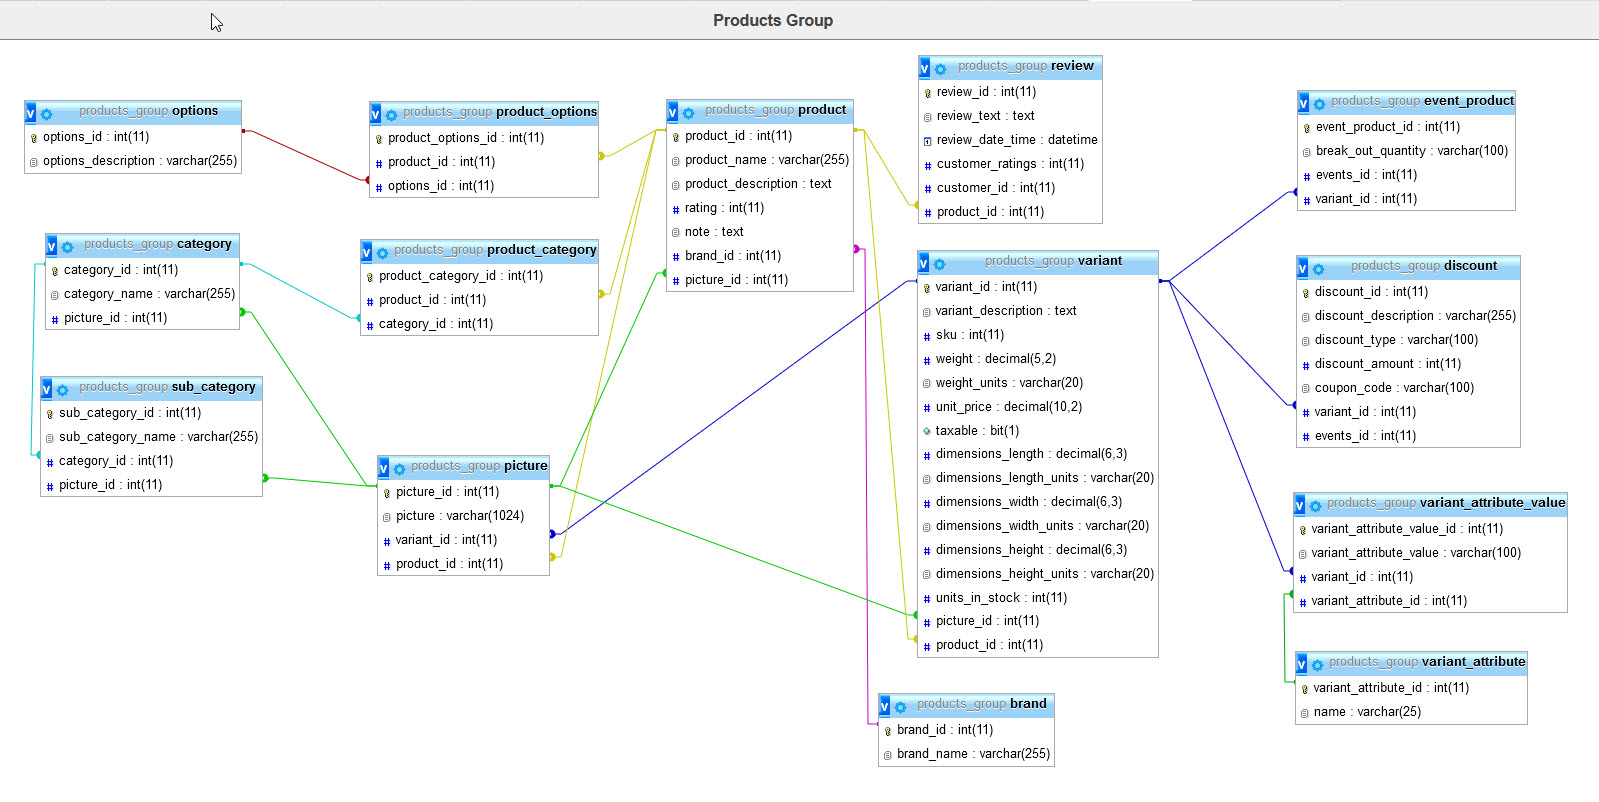 Products Group
products_group options
options_id : int(11)
options_description : varchar(255)
products_group product_options
product_options_id : int(11)
product_id : int(11)
options_id : int(11)
products_group product
product_id : int(11)
product_name : varchar(255)
product_description : text
rating : int(11)
note : text
brand_id : int(11)
picture_id : int(11)
products_group review
review_id : int(11)
review_text : text
review_date_time : datetime
customer_ratings : int(11)
customer_id : int(11)
product_id : int(11)
products_group event_product
event_product_id : int(11)
break_out_quantity : varchar(100)
events_id : int(11)
variant_id : int(11)
products_group category
category_id : int(11)
category_name : varchar(255)
picture_id : int(11)
products_group product_category
product_category_id : int(11)
product_id : int(11)
category_id : int(11)
products_group variant
variant_id : int(11)
variant_description : text
sku : int(11)
weight : decimal(5,2)
weight_units : varchar(20)
unit_price : decimal(10,2)
taxable : bit(1)
dimensions_length : decimal(6,3)
dimensions_length_units : varchar(20)
dimensions_width : decimal(6,3)
dimensions_width_units : varchar(20)
dimensions_height : decimal(6,3)
dimensions_height_units : varchar(20)
units_in_stock : int(11)
picture_id : int(11)
product_id : int(11)
products_group discount
discount_id : int(11)
discount_description : varchar(255)
discount_type : varchar(100)
discount_amount : int(11)
coupon_code : varchar(100)
variant_id : int(11)
events_id : int(11)
products_group sub_category
sub_category_id : int(11)
sub_category_name : varchar(255)
category_id : int(11)
picture_id : int(11)
products_group picture
picture_id : int(11)
picture : varchar(1024)
variant_id : int(11)
product_id : int(11)
products_group variant_attribute_value
variant_attribute_value_id : int(11)
variant_attribute_value : varchar(100)
variant_id : int(11)
variant_attribute_id : int(11)
products_group variant_attribute
variant_attribute_id : int(11)
name : varchar(25)
products_group brand
brand_id : int(11)
brand_name : varchar(255)